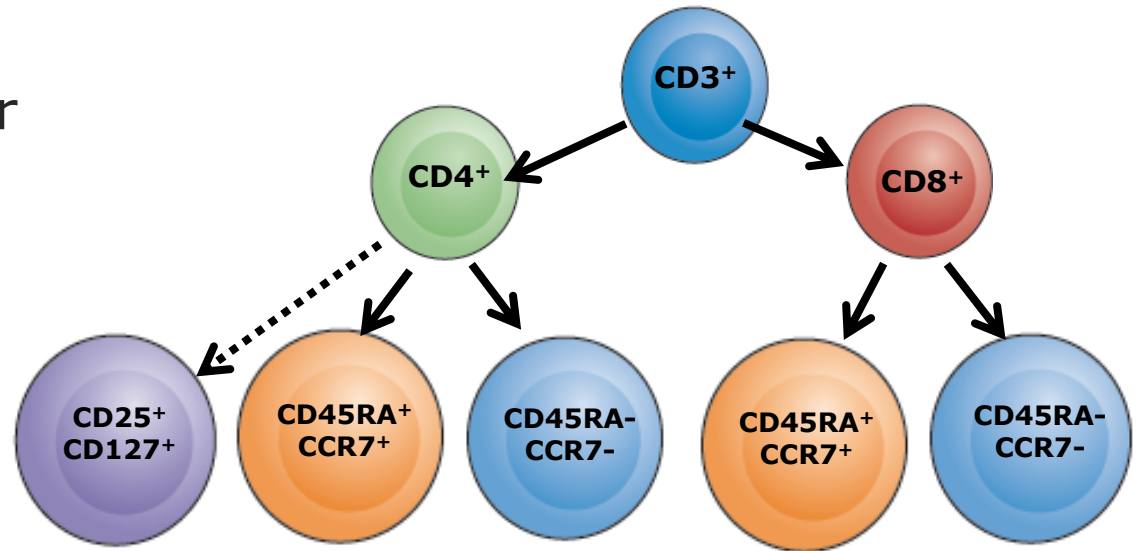 r
CD3⁺
CD4⁺
CD8⁺
CD25⁺
CD127⁺
CD45RA⁺
CCR7⁺
CD45RA-
CCR7-
CD45RA⁺
CCR7⁺
CD45RA-
CCR7-